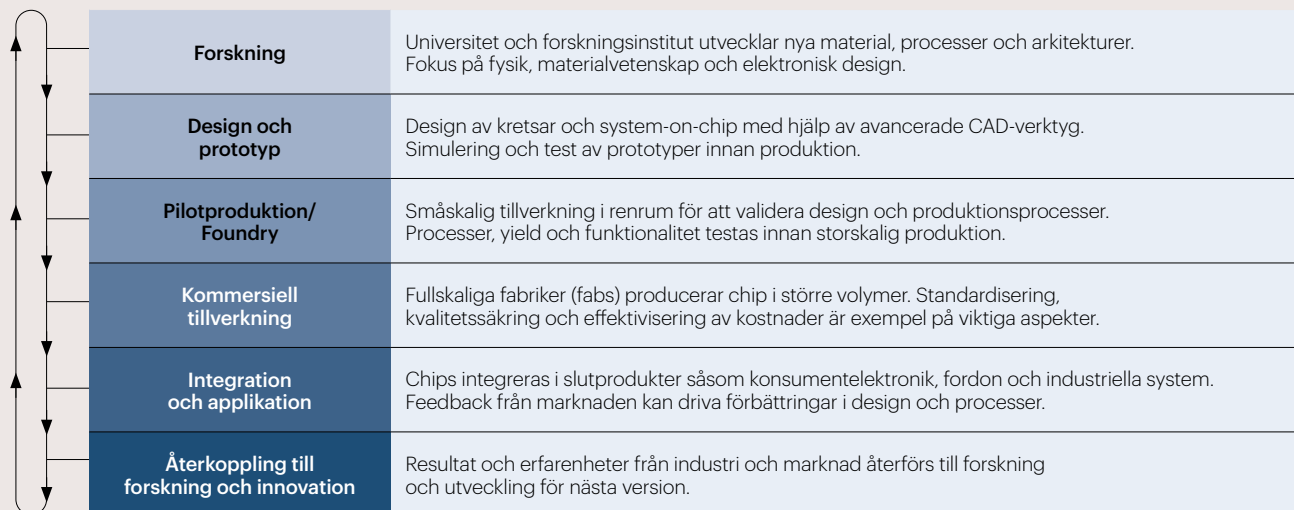 Forskning
Universitet och forskningsinstitut utvecklar nya material, processer och arkitekturer.
Fokus på fysik, materialvetenskap och elektronisk design.
Design och
prototyp
Design av kretsar och system-on-chip med hjälp av avancerade CAD-verktyg.
Simulering och test av prototyper innan produktion.
Pilotproduktion/
Foundry
Småskalig tillverkning i renrum för att validera design och produktionsprocesser.
Processer, yield och funktionalitet testas innan storskalig produktion.
Kommersiell
tillverkning
Fullskaliga fabriker (fabs) producerar chip i större volymer. Standardisering,
kvalitetssäkring och effektivisering av kostnader är exempel på viktiga aspekter.
Integration
och applikation
Chips integreras i slutprodukter såsom konsumentelektronik, fordon och industriella system.
Feedback från marknaden kan driva förbättringar i design och processer.
Återkoppling till
forskning och innovation
Resultat och erfarenheter från industri och marknad återförs till forskning
och utveckling för nästa version.